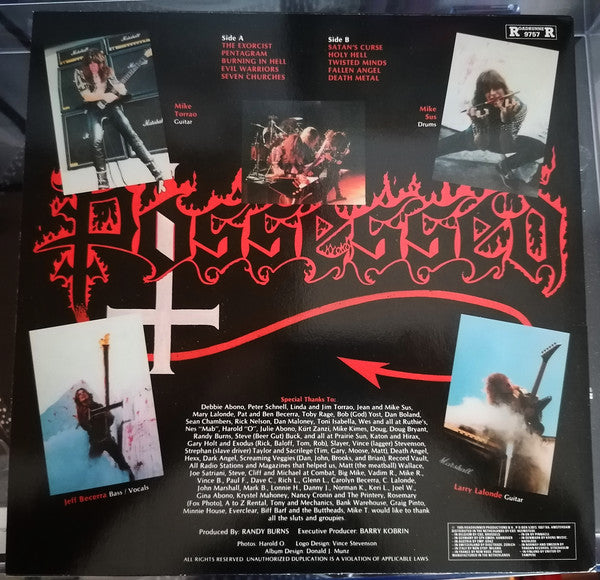 Side A
THE EXORCIST
PENTAGRAM
BURNING IN HELL
EVIL WARRIORS
SEVEN CHURCHES
Side B
SATAN'S CURSE
HOLY HELL
TWISTED MINDS
FALLEN ANGEL
DEATH METAL
R ROADRUNNER R
9757
Marshall
Mike
Torrao
Guitar
Mike
Sus
Drums
Possessed
Jeff Becerra Bass / Vocals
Marshall
Larry Lalonde Guitar
Special Thanks To:
Debbie Abono, Peter Schnell, Linda and Jim Torrao, Jean and Mike Sus,
Mary Lalonde, Pat and Ben Becerra, Toby Rage, Bob (God) Yost, Dan Boland,
Sean Chambers, Rick Nelson, Dan Maloney, Toni Isabella, Wes and all at Ruthie's,
Nes "Mab", Harold "O", Julie Abono, Kürt Zanzi, Mike Kimes, Doug, Doug Bryant,
Randy Burns, Steve (Beer Gut) Buck, and all at Prairie Sun, Katon and Hirax,
Gary Holt and Exodus (Rick, Baloff, Tom, Rob), Slayer, Vince (lagger) Stevenson,
Strephan (slave driver) Taylor and Sacrilege (Tim, Gary, Moose, Matt), Death Angel,
Hexx, Dark Angel, Screaming Veggies (Dan, John, Brooks, and Brian), Record Vault,
All Radio Stations and Magazines that helped us, Matt (the meatball) Wallace,
Joe Satriani, Steve, Cliff and Michael at Combat, Big Mike, Vadim R., Mike R.,
Vince B., Paul F., Dave C., Rich L., Glenn L., Carolyn Becerra, C. Lalonde,
John Marshall, Mark B., Lonnie H., Danny J., Norman K., Keri L., Joel W.,
Gina Abono, Krystel Mahoney, Nancy Cronin and The Printery, Rosemary
(Fox Photo), A to Z Rental, Tony and Mechanics, Bank Warehouse, Craig Pinto,
Minnie House, Everclear, Biff Barf and the Buttheads, Mike T. would like to thank
all the sluts and groupies.
Produced By: RANDY BURNS Executive Producer: BARRY KOBRIN
Photos: Harold O. Logo Design: Vince Stevenson
Album Design: Donald J. Munz
ALL RIGHTS RESERVED. UNAUTHORIZED DUPLICATION IS A VIOLATION OF APPLICABLE LAWS